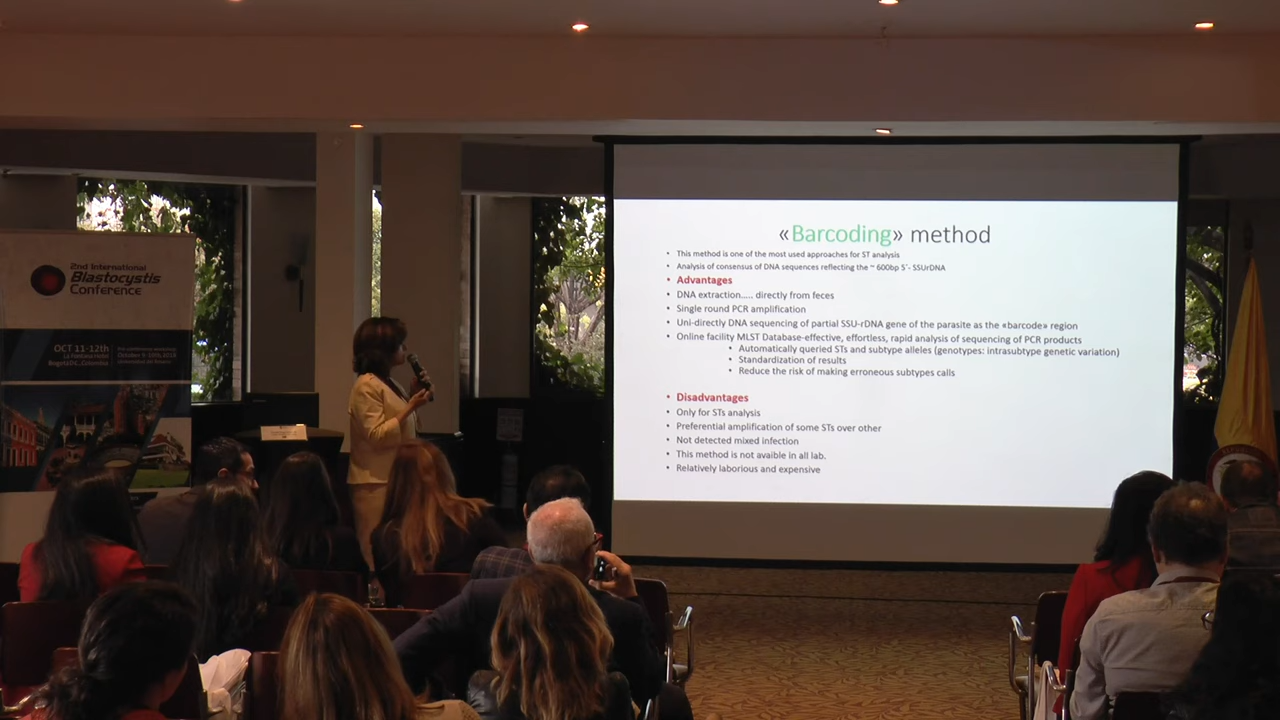 2nd International
Blastocystis
Conference
OCT 11-12th
Bogotá D.C., Colombia
«Barcoding» method
• This method is one of the most used approaches for ST analysis
• Analysis of consensus of DNA sequences reflecting the ~ 600bp 5´- SSUrDNA
• Advantages
• DNA extraction..... directly from feces
• Single round PCR amplification
• Uni-directly DNA sequencing of partial SSU-rDNA gene of the parasite as the «barcode» region
• Online facility MLST Database-effective, effortless, rapid analysis of sequencing of PCR products
• Automatically queried STs and subtype alleles (genotypes: intrasubtype genetic variation)
• Standardization of results
• Reduce the risk of making erroneous subtypes calls
• Disadvantages
• Only for STs analysis
• Preferential amplification of some STs over other
• Not detected mixed infection
• This method is not avaible in all lab.
• Relatively laborious and expensive